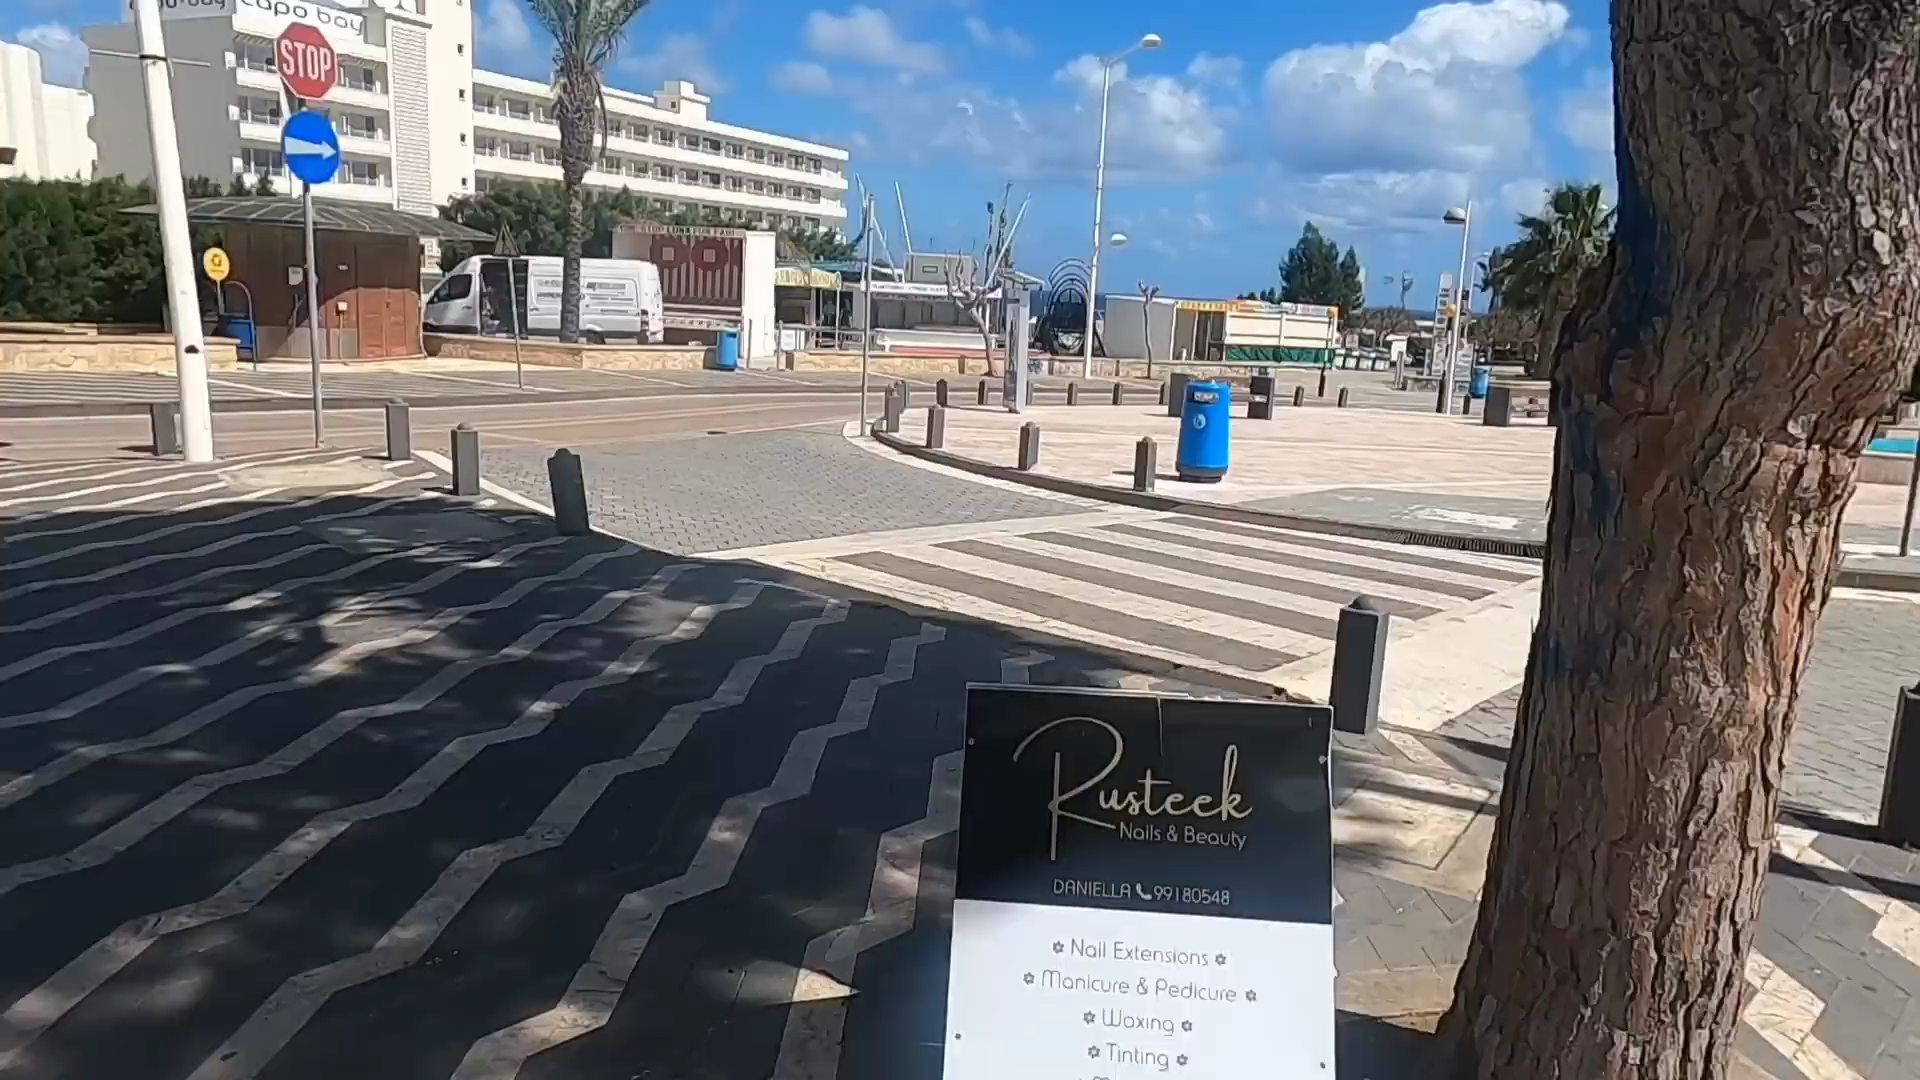 capo bay
STOP
Rusteek
Nails & Beauty
DANIELLA 99180548
Nail Extensions
Manicure & Pedicure
Waxing
Tinting